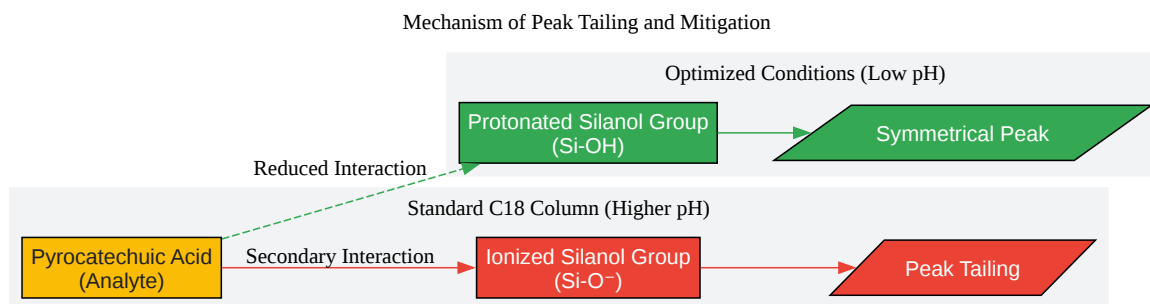 Mechanism of Peak Tailing and Mitigation
Optimized Conditions (Low pH)
Protonated Silanol Group
(Si-OH)
Symmetrical Peak
Reduced Interaction
Standard C18 Column (Higher pH)
Pyrocatechuic Acid
(Analyte)
Secondary Interaction
Ionized Silanol Group
(Si-O⁻)
Peak Tailing